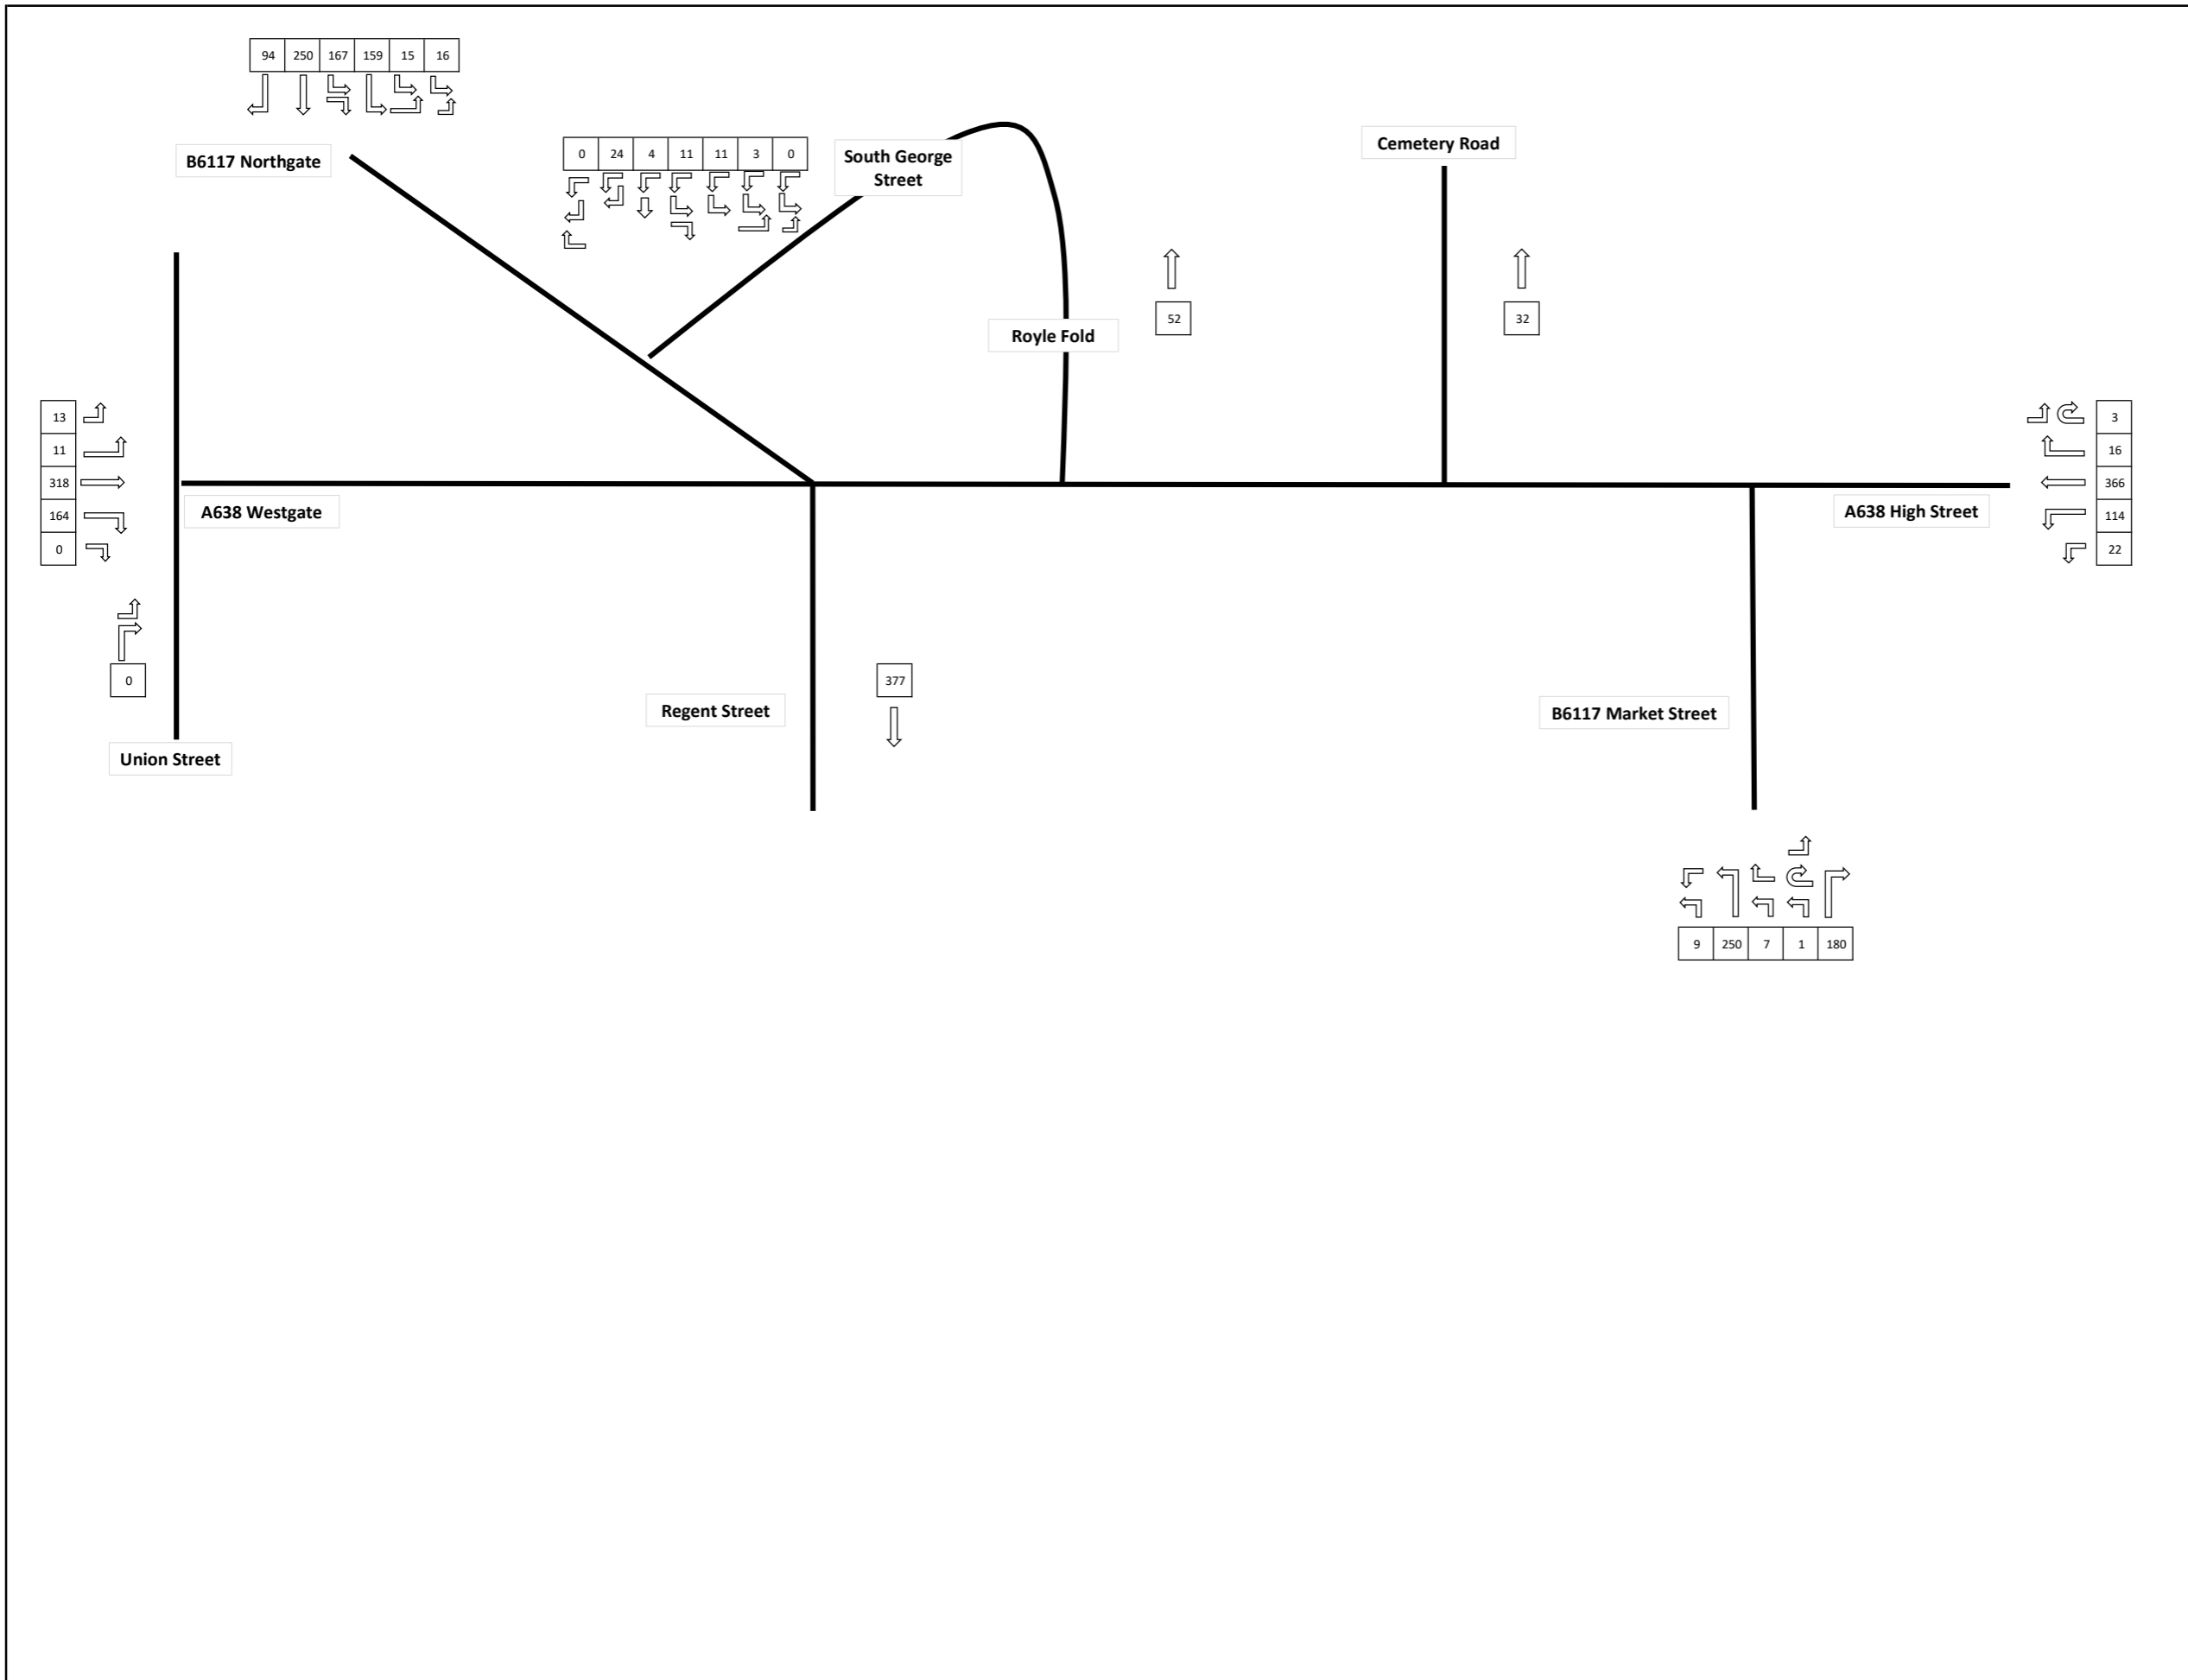 94 250 167 159 15 16
B6117 Northgate
0 24 4 11 11 3 0
South George
Street
Cemetery Road
52
32
Royle Fold
13
11
318
164
0
3
16
366
114
22
A638 Westgate
A638 High Street
0
377
Regent Street
B6117 Market Street
Union Street
9 250 7 1 180